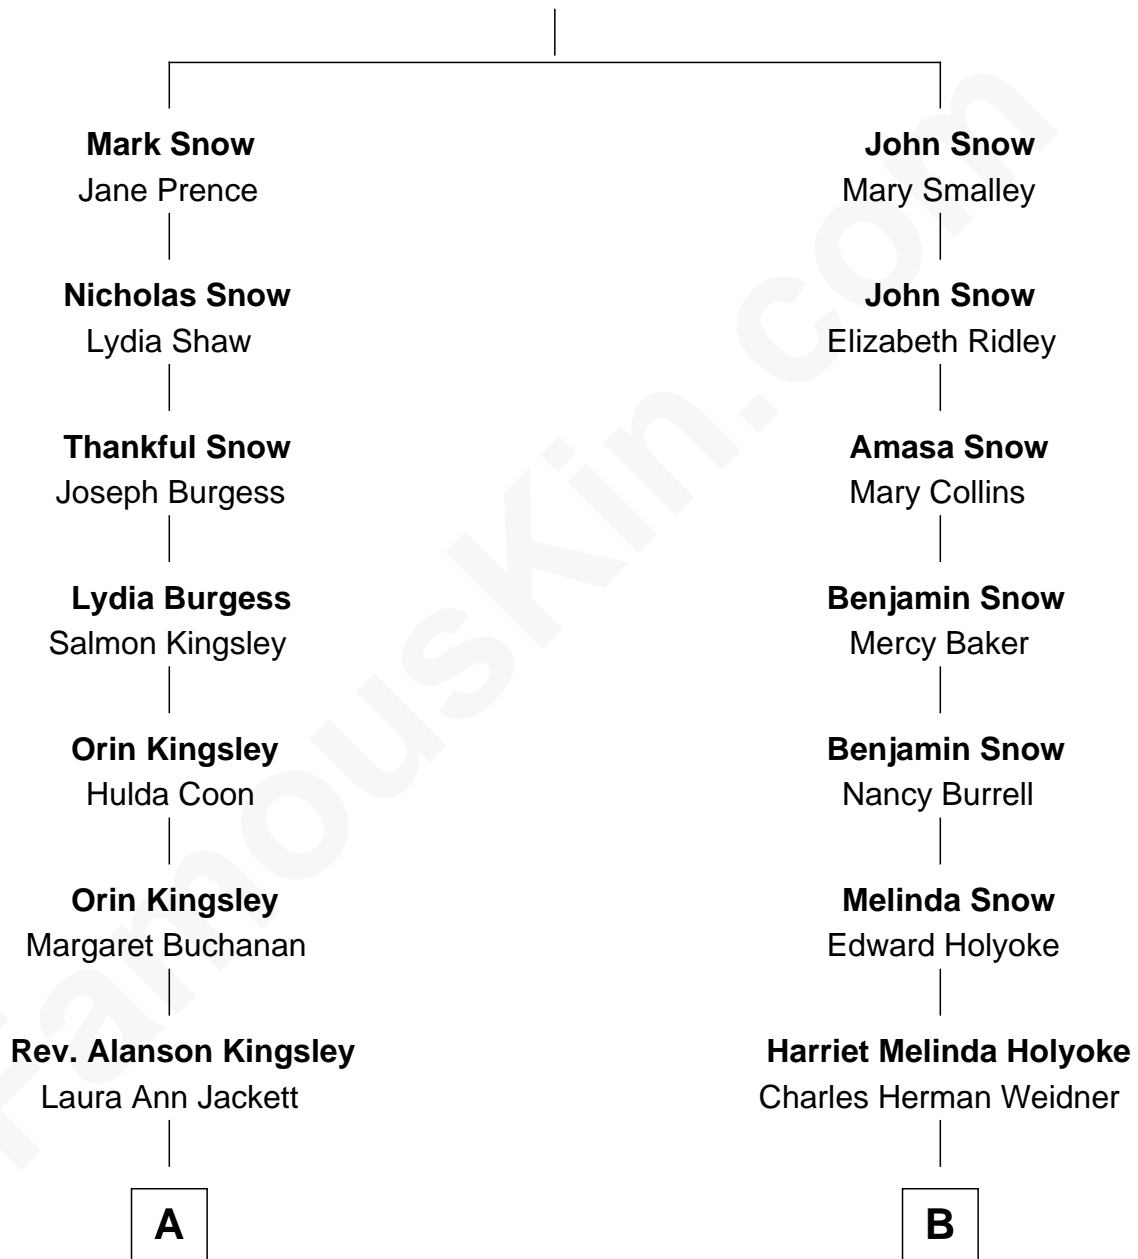 Mark Snow
Jane Prence
Nicholas Snow
Lydia Shaw
Thankful Snow
Joseph Burgess
Lydia Burgess
Salmon Kingsley
Orin Kingsley
Hulda Coon
Orin Kingsley
Margaret Buchanan
Rev. Alanson Kingsley
Laura Ann Jackett
A
John Snow
Mary Smalley
John Snow
Elizabeth Ridley
Amasa Snow
Mary Collins
Benjamin Snow
Mercy Baker
Benjamin Snow
Nancy Burrell
Melinda Snow
Edward Holyoke
Harriet Melinda Holyoke
Charles Herman Weidner
B
FamousKin.com